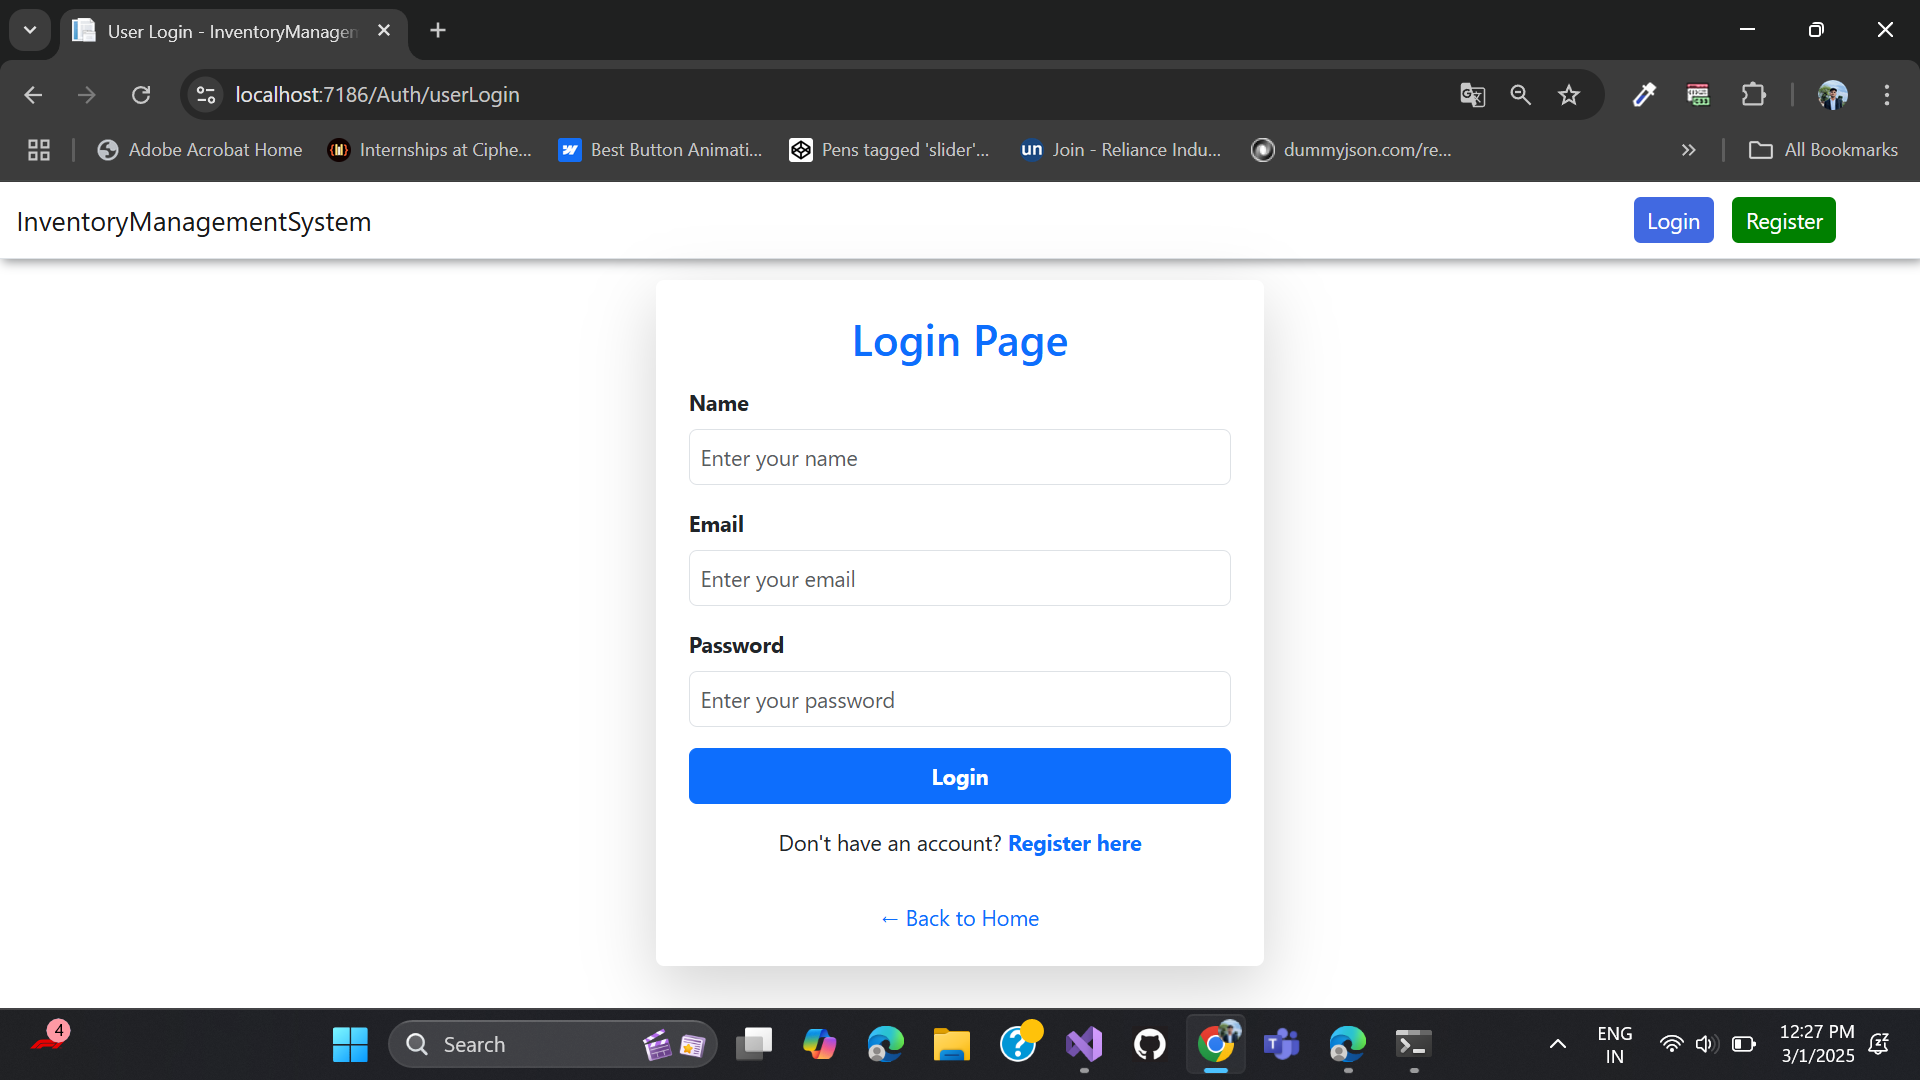 User Login - InventoryManagen
localhost:7186/Auth/userLogin
Adobe Acrobat Home
Internships at Ciphe...
Best Button Animati...
Pens tagged 'slider'...
un
Join - Reliance Indu...
dummyjson.com/re...
All Bookmarks
InventoryManagementSystem
Login
Register
Login Page
Name
Enter your name
Email
Enter your email
Password
Enter your password
Login
Don't have an account? Register here
← Back to Home
4
Search
ENG
IN
12:27 PM
3/1/2025